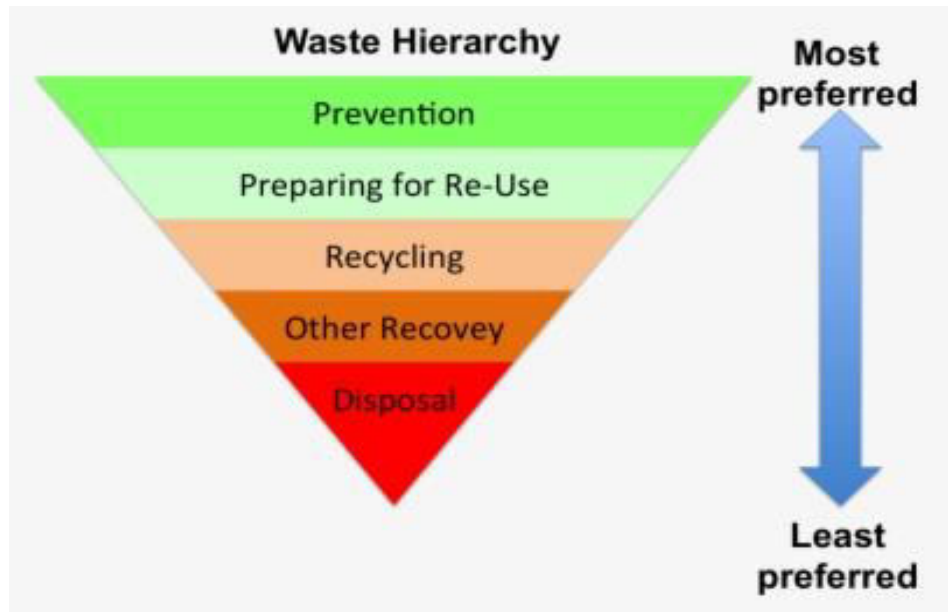 Waste Hierarchy
Most
preferred
Prevention
Preparing for Re-Use
Recycling
Other Recovey
Disposal
Least
preferred